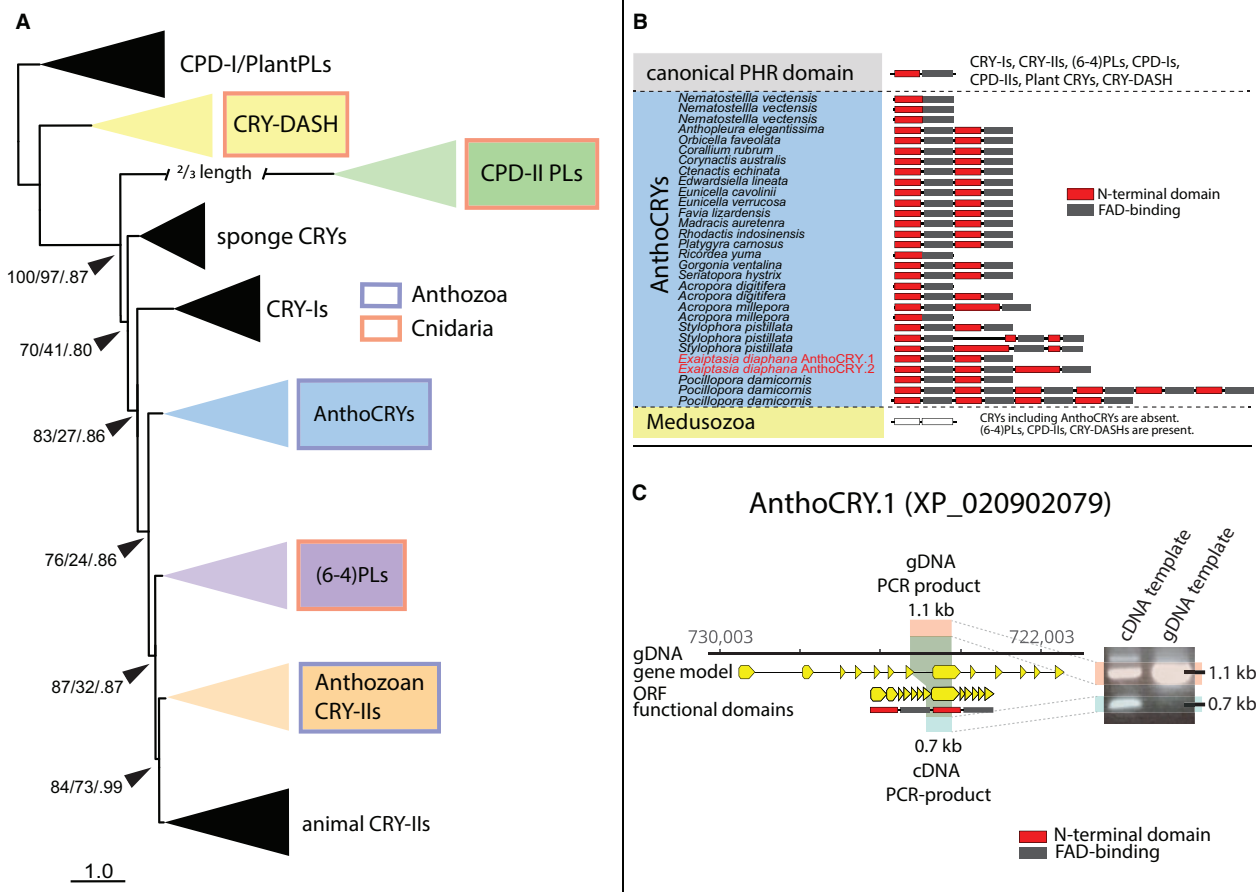 A
CPD-I/PlantPLs
CRY-DASH
2/3 length
CPD-II PLs
sponge CRYs
100/97/.87
CRY-Is
Anthozoa
Cnidaria
70/41/.80
AnthoCRYs
83/27/.86
76/24/.86
(6-4)PLs
87/32/.87
Anthozoan
CRY-IIs
84/73/.99
animal CRY-IIs
1.0
B
canonical PHR domain
CRY-Is, CRY-IIs, (6-4)PLs, CPD-Is,
CPD-IIs, Plant CRYs, CRY-DASH
AnthoCRYs
Nematostellla vectensis
Nematostellla vectensis
Nematostellla vectensis
Anthopleura elegantissima
Orbicella faveolata
Corallium rubrum
Corynactis australis
Ctenactis echinata
Edwardsiella lineata
Eunicella cavolinii
Eunicella verrucosa
Favia lizardensis
Madracis auretenra
Rhodactis indosinensis
Platygyra carnosus
Ricordea yuma
Gorgonia ventalina
Seriatopora hystrix
Acropora digitifera
Acropora digitifera
Acropora millepora
Acropora millepora
Stylophora pistillata
Stylophora pistillata
Stylophora pistillata
Exaiptasia diaphana AnthoCRY.1
Exaiptasia diaphana AnthoCRY.2
Pocillopora damicornis
Pocillopora damicornis
Pocillopora damicornis
N-terminal domain
FAD-binding
Medusozoa
CRYs including AnthoCRYs are absent.
(6-4)PLs, CPD-IIs, CRY-DASHs are present.
C
AnthoCRY.1 (XP_020902079)
gDNA
PCR product
1.1 kb
730,003
722,003
gDNA
gene model
ORF
functional domains
0.7 kb
cDNA
PCR-product
cDNA template
gDNA template
1.1 kb
0.7 kb
N-terminal domain
FAD-binding